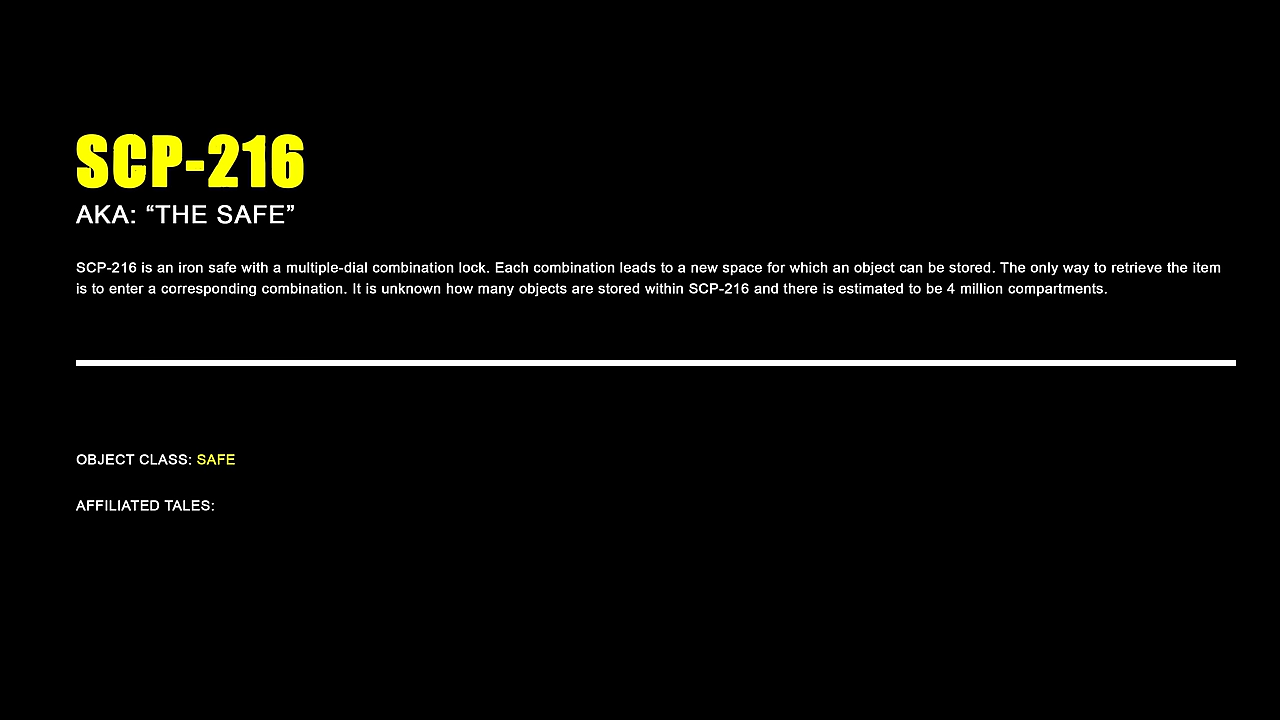 SCP-216
AKA: “THE SAFE”
SCP-216 is an iron safe with a multiple-dial combination lock. Each combination leads to a new space for which an object can be stored. The only way to retrieve the item
is to enter a corresponding combination. It is unknown how many objects are stored within SCP-216 and there is estimated to be 4 million compartments.
OBJECT CLASS: SAFE
AFFILIATED TALES: